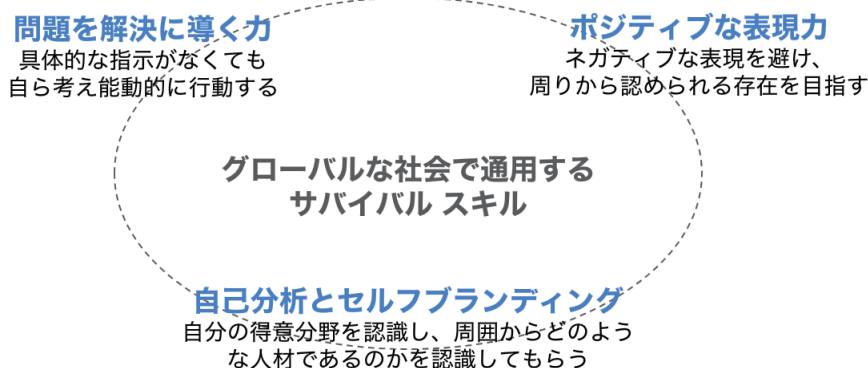 問題を解決に導く力
具体的な指示がなくても
自ら考え能動的に行動する
ポジティブな表現力
ネガティブな表現を避け、
周りから認められる存在を目指す
グローバルな社会で通用する
サバイバル スキル
自己分析とセルフブランディング
自分の得意分野を認識し、周囲からどのよう
な人材であるのかを認識してもらう